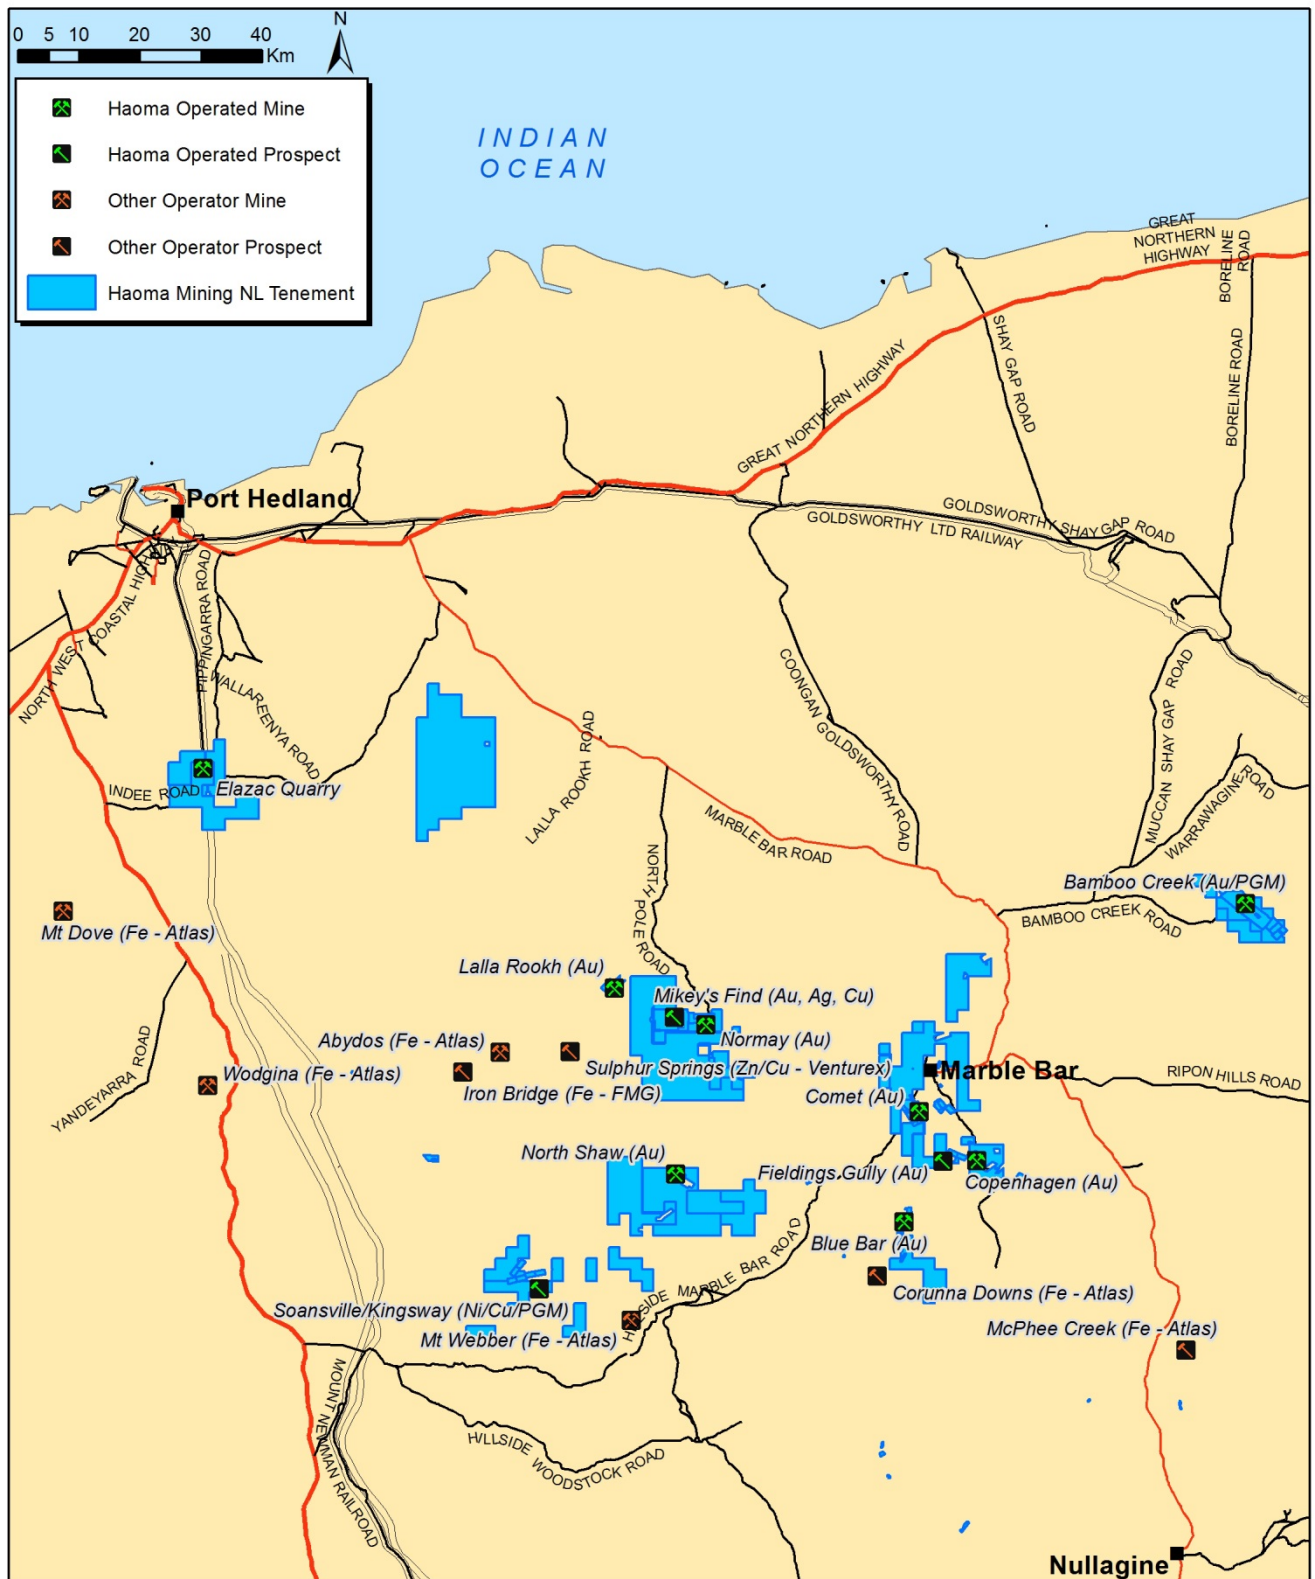 0 5 10 20 30 40
Km
N
Haoma Operated Mine
Haoma Operated Prospect
Other Operator Mine
Other Operator Prospect
Haoma Mining NL Tenement
INDIAN
OCEAN
GREAT
NORTHERN
HIGHWAY
BORELINE
ROAD
SHAY GAP ROAD
BORELINE ROAD
GREAT NORTHERN HIGHWAY
Port Hedland
GOLDSWORTHY SHAY GAP ROAD
GOLDSWORTHY LTD RAILWAY
NORTH WEST COASTAL HIGHWAY
PIPPINGARRA ROAD
WALLAREENYA ROAD
COONGAN GOLDSWORTHY ROAD
MUCCAN SHAY GAP ROAD
WARRAWAGINE ROAD
LALLA ROOKH ROAD
MARBLE BAR ROAD
INDEE ROAD
Elazac Quarry
NORTH POLE ROAD
Bamboo Creek (Au/PGM)
BAMBOO CREEK ROAD
Mt Dove (Fe - Atlas)
Lalla Rookh (Au)
Mikey's Find (Au, Ag, Cu)
Normay (Au)
Abydos (Fe - Atlas)
Sulphur Springs (Zn/Cu - Venturex)
Marble Bar
RIPON HILLS ROAD
YANDEYARRA ROAD
Wodgina (Fe - Atlas)
Iron Bridge (Fe - FMG)
Comet (Au)
North Shaw (Au)
Fieldings Gully (Au)
Copenhagen (Au)
Blue Bar (Au)
HILLSIDE MARBLE BAR ROAD
Corunna Downs (Fe - Atlas)
Soansville/Kingsway (Ni/Cu/PGM)
McPhee Creek (Fe - Atlas)
Mt Webber (Fe - Atlas)
MOUNT NEWMAN RAILROAD
HILLSIDE WOODSTOCK ROAD
Nullagine